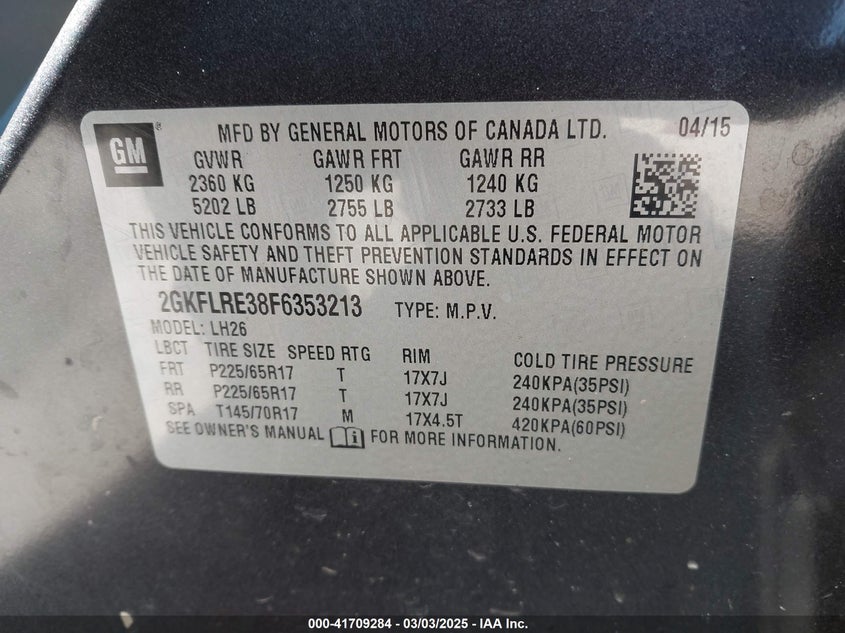 GM ® MFD BY GENERAL MOTORS OF CANADA LTD. 04/15
GVWR GAWR FRT GAWR RR
2360 KG 1250 KG 1240 KG
5202 LB 2755 LB 2733 LB
THIS VEHICLE CONFORMS TO ALL APPLICABLE U.S. FEDERAL MOTOR
VEHICLE SAFETY AND THEFT PREVENTION STANDARDS IN EFFECT ON
THE DATE OF MANUFACTURE SHOWN ABOVE.
2GKFLRE38F6353213 TYPE: M.P.V.
MODEL: LH26
LBCT TIRE SIZE SPEED RTG RIM COLD TIRE PRESSURE
FRT P225/65R17 T 17X7J 240KPA(35PSI)
RR P225/65R17 T 17X7J 240KPA(35PSI)
SPA T145/70R17 M 17X4.5T 420KPA(60PSI)
SEE OWNER'S MANUAL i FOR MORE INFORMATION.
000-41709284 - 03/03/2025 - IAA Inc.